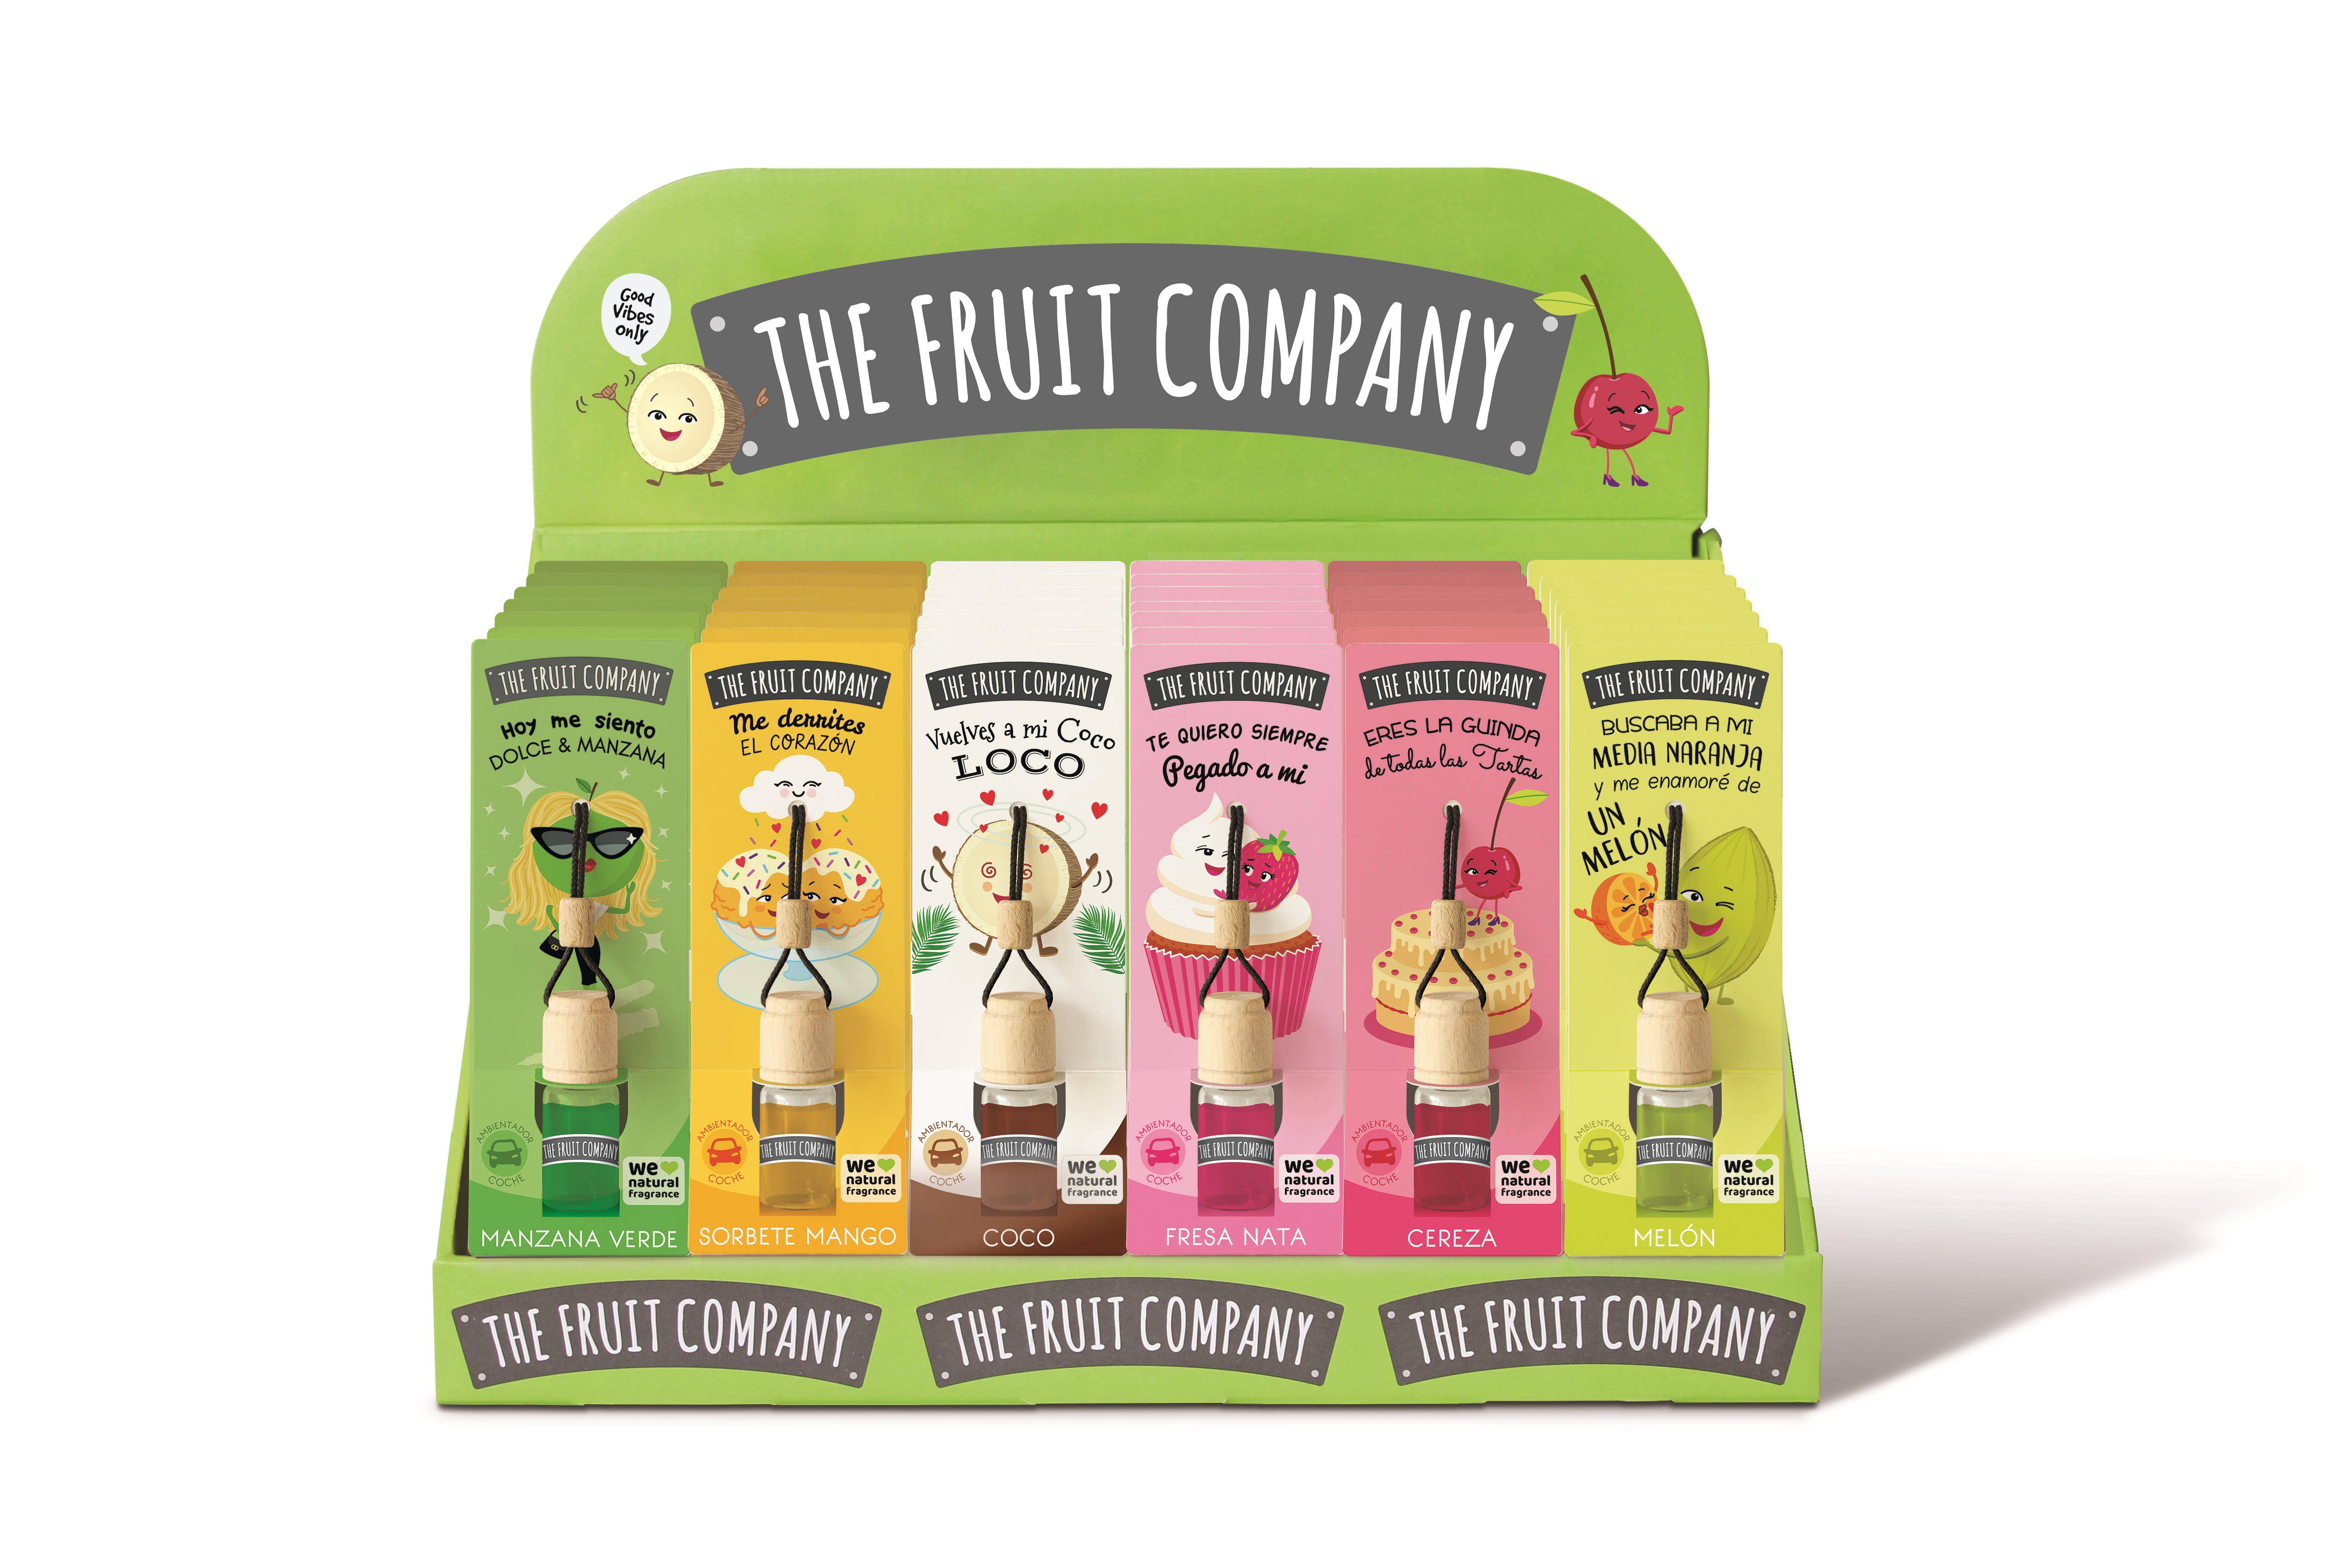 Good
Vibes
only
THE FRUIT COMPANY
THE FRUIT COMPANY
Hoy me siento
DOLCE & MANZANA
THE FRUIT COMPANY
AMBIENTADOR
COCHE
we
natural
fragrance
MANZANA VERDE
THE FRUIT COMPANY
Me derrites
EL CORAZÓN
THE FRUIT COMPANY
AMBIENTADOR
COCHE
we
natural
fragrance
SORBETE MANGO
THE FRUIT COMPANY
Vuelves a mi Coco
LOCO
THE FRUIT COMPANY
AMBIENTADOR
COCHE
we
natural
fragrance
COCO
THE FRUIT COMPANY
TE QUIERO SIEMPRE
Pegado a mi
THE FRUIT COMPANY
AMBIENTADOR
COCHE
we
natural
fragrance
FRESA NATA
THE FRUIT COMPANY
ERES LA GUINDA
de todas las Tartas
THE FRUIT COMPANY
AMBIENTADOR
COCHE
we
natural
fragrance
CEREZA
THE FRUIT COMPANY
BUSCABA A MI
MEDIA NARANJA
y me enamoré de
UN
MELÓN
THE FRUIT COMPANY
AMBIENTADOR
COCHE
we
natural
fragrance
MELÓN
THE FRUIT COMPANY
THE FRUIT COMPANY
THE FRUIT COMPANY